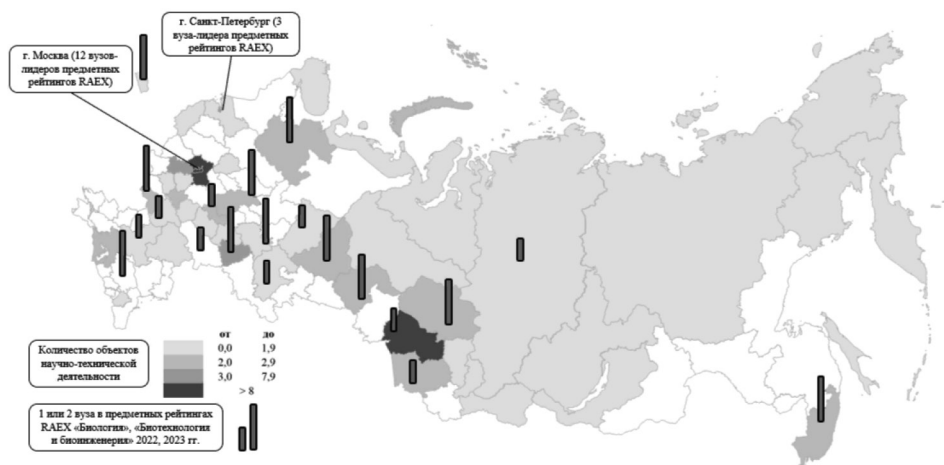 г. Санкт-Петербург (3
вуза-лидера предметных
рейтингов RAEX)
г. Москва (12 вузов-
лидеров предметных
рейтингов RAEX)
от до
Количество объектов
научно-технической
деятельности
0,0 1,9
2,0 2,9
3,0 7,9
> 8
1 или 2 вуза в предметных рейтингах
RAEX «Биология», «Биотехнология
и биоинженерия» 2022, 2023 гг.